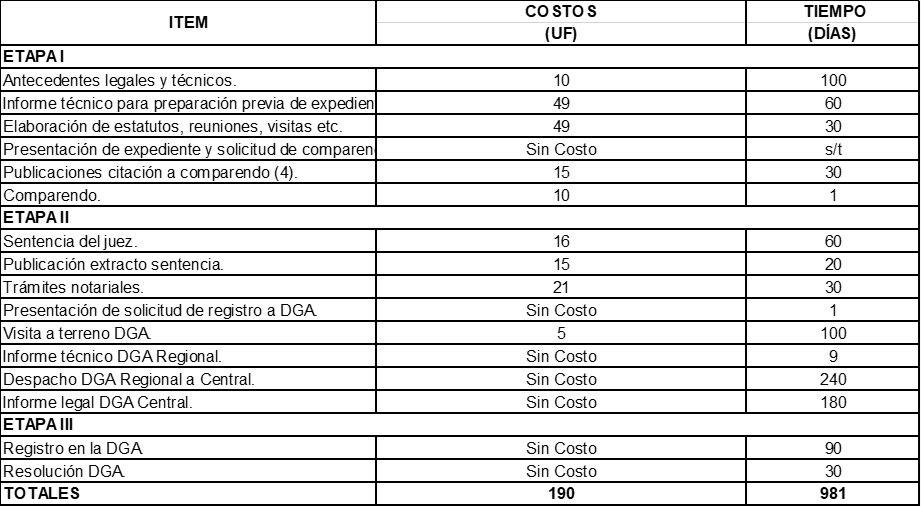 ITEM COSTOS TIEMPO
(UF) (DÍAS)
ETAPA I
Antecedentes legales y técnicos. 10 100
Informe técnico para preparación previa de expedien 49 60
Elaboración de estatutos, reuniones, visitas etc. 49 30
Presentación de expediente y solicitud de comparen Sin Costo s/t
Publicaciones citación a comparendo (4). 15 30
Comparendo. 10 1
ETAPA II
Sentencia del juez. 16 60
Publicación extracto sentencia. 15 20
Trámites notariales. 21 30
Presentación de solicitud de registro a DGA. Sin Costo 1
Visita a terreno DGA. 5 100
Informe técnico DGA Regional. Sin Costo 9
Despacho DGA Regional a Central. Sin Costo 240
Informe legal DGA Central. Sin Costo 180
ETAPA III
Registro en la DGA Sin Costo 90
Resolución DGA. Sin Costo 30
TOTALES 190 981